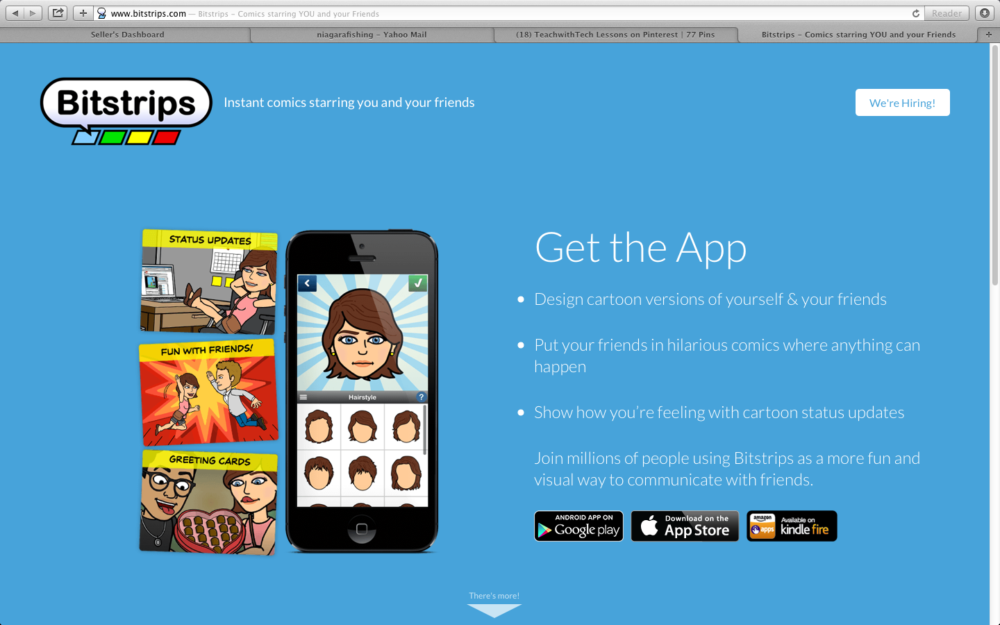 www.bitstrips.com — Bitstrips – Comics starring YOU and your Friends
Reader
Seller's Dashboard
niagarafishing – Yahoo Mail
(18) TeachwithTech Lessons on Pinterest | 77 Pins
Bitstrips – Comics starring YOU and your Friends
Bitstrips
Instant comics starring you and your friends
We're Hiring!
STATUS UPDATES
FUN WITH FRIENDS!
GREETING CARDS
Hairstyle
?
Get the App
• Design cartoon versions of yourself & your friends
• Put your friends in hilarious comics where anything can
happen
• Show how you’re feeling with cartoon status updates
Join millions of people using Bitstrips as a more fun and
visual way to communicate with friends.
ANDROID APP ON
Google play
Download on the
App Store
amazon
apps
Available on
kindle fire
There's more!